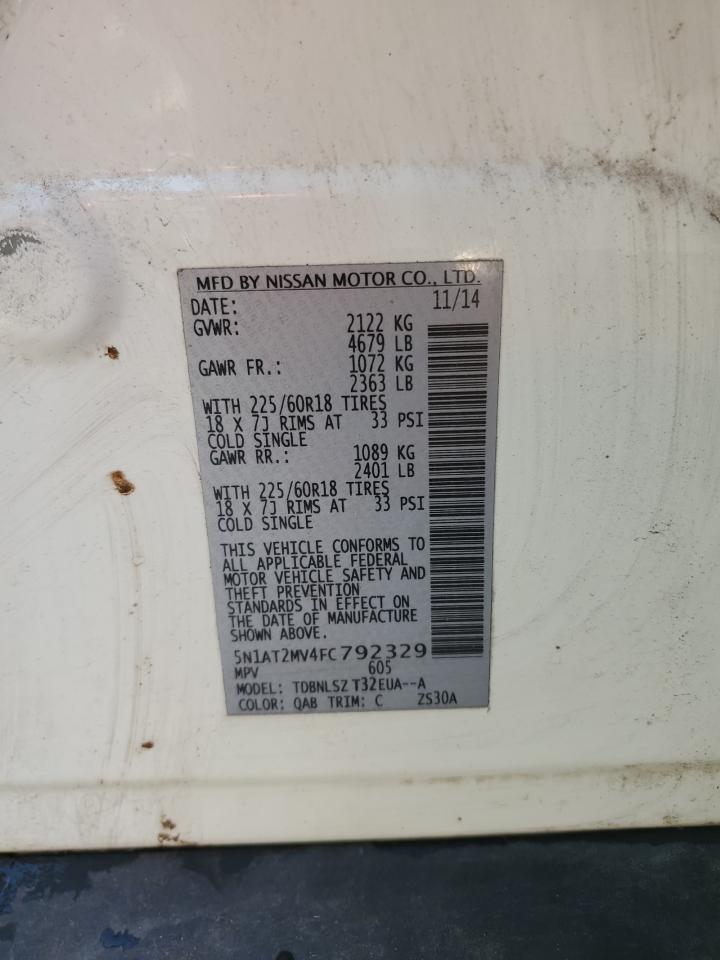 MFD BY NISSAN MOTOR CO., LTD.
DATE: 11/14
GVWR: 2122 KG
4679 LB
GAWR FR.: 1072 KG
2363 LB
WITH 225/60R18 TIRES
18 X 7J RIMS AT 33 PSI
COLD SINGLE
GAWR RR.: 1089 KG
2401 LB
WITH 225/60R18 TIRES
18 X 7J RIMS AT 33 PSI
COLD SINGLE
THIS VEHICLE CONFORMS TO
ALL APPLICABLE FEDERAL
MOTOR VEHICLE SAFETY AND
THEFT PREVENTION
STANDARDS IN EFFECT ON
THE DATE OF MANUFACTURE
SHOWN ABOVE.
5N1AT2MV4FC792329
MPV 605
MODEL: TDBNLSZ T32EUA--A
COLOR: QAB TRIM: C ZS30A